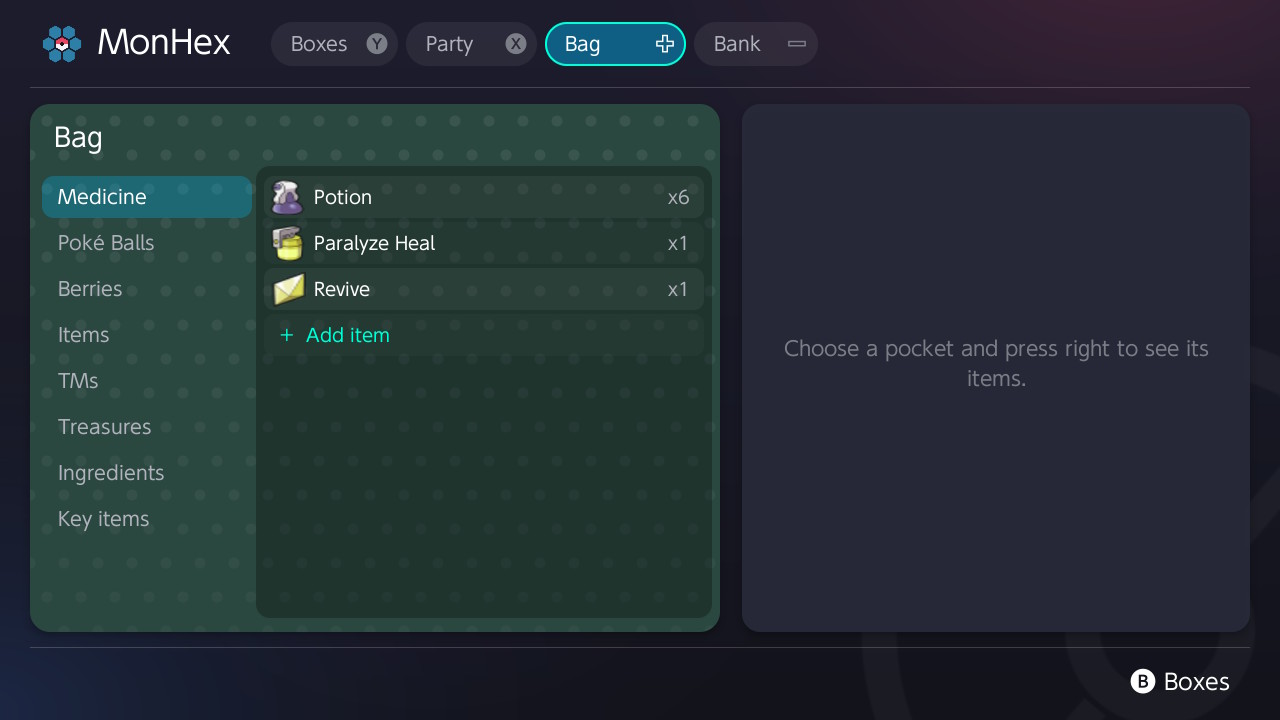 MonHex
Boxes Y
Party X
Bag
Bank
Bag
Medicine
Poké Balls
Berries
Items
TMs
Treasures
Ingredients
Key items
Potion x6
Paralyze Heal x1
Revive x1
+ Add item
Choose a pocket and press right to see its
items.
B Boxes